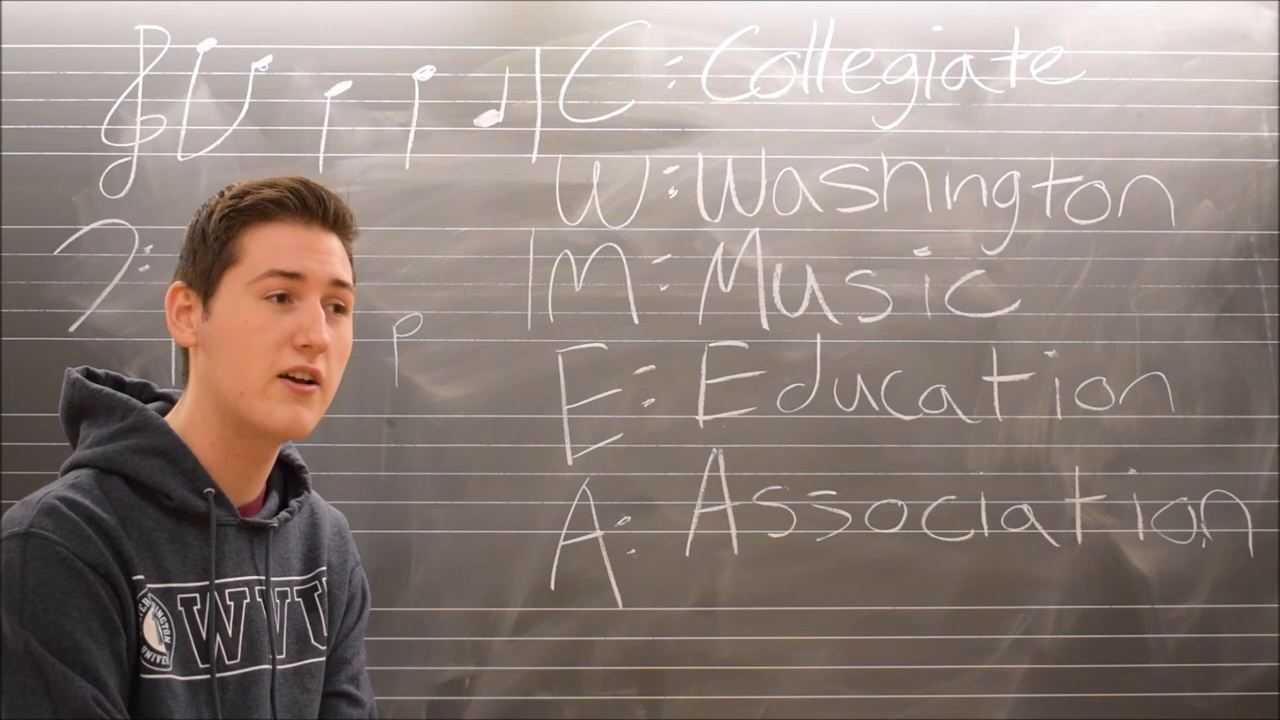 C: Collegiate
W: Washington
M: Music
E: Education
A: Association
WWU